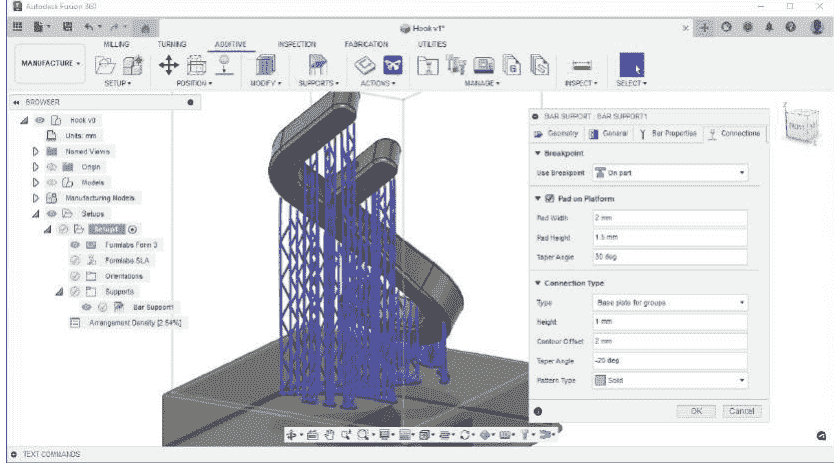 Autodesk Fusion 360
Hook v1*
MILLING TURNING ADDITIVE INSPECTION FABRICATION UTILITIES
MANUFACTURE
SETUP POSITION MODIFY SUPPORTS ACTIONS MANAGE INSPECT SELECT
BROWSER
Units: mm
Named Views
Origin
Models
Manufacturing Models
Setups
Setup1
Formlabs Form 3
Formlabs SLA
Orientations
Supports
Bar Support1
Arrangement Density [2.54%]
TEXT COMMANDS
BAR SUPPORT : BAR SUPPORT1
Geometry General Bar Properties Connections
Breakpoint
Use Breakpoint On part
Pad on Platform
Pad Width 2 mm
Pad Height 1.5 mm
Taper Angle 30 deg
Connection Type
Type Base plate for groups
Height 1 mm
Contour Offset 2 mm
Taper Angle -25 deg
Pattern Type Solid
OK Cancel